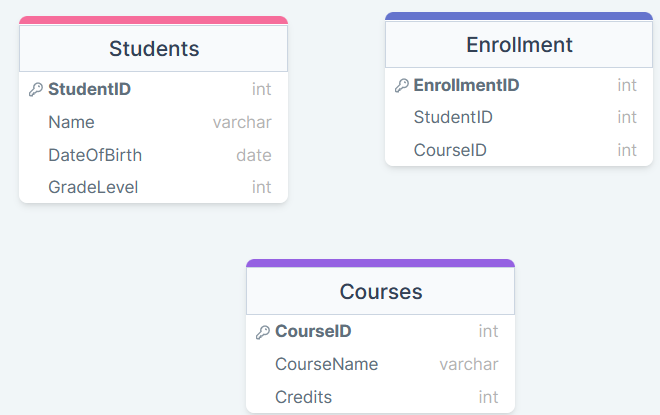 Students
StudentID int
Name varchar
DateOfBirth date
GradeLevel int
Enrollment
EnrollmentID int
StudentID int
CourseID int
Courses
CourseID int
CourseName varchar
Credits int